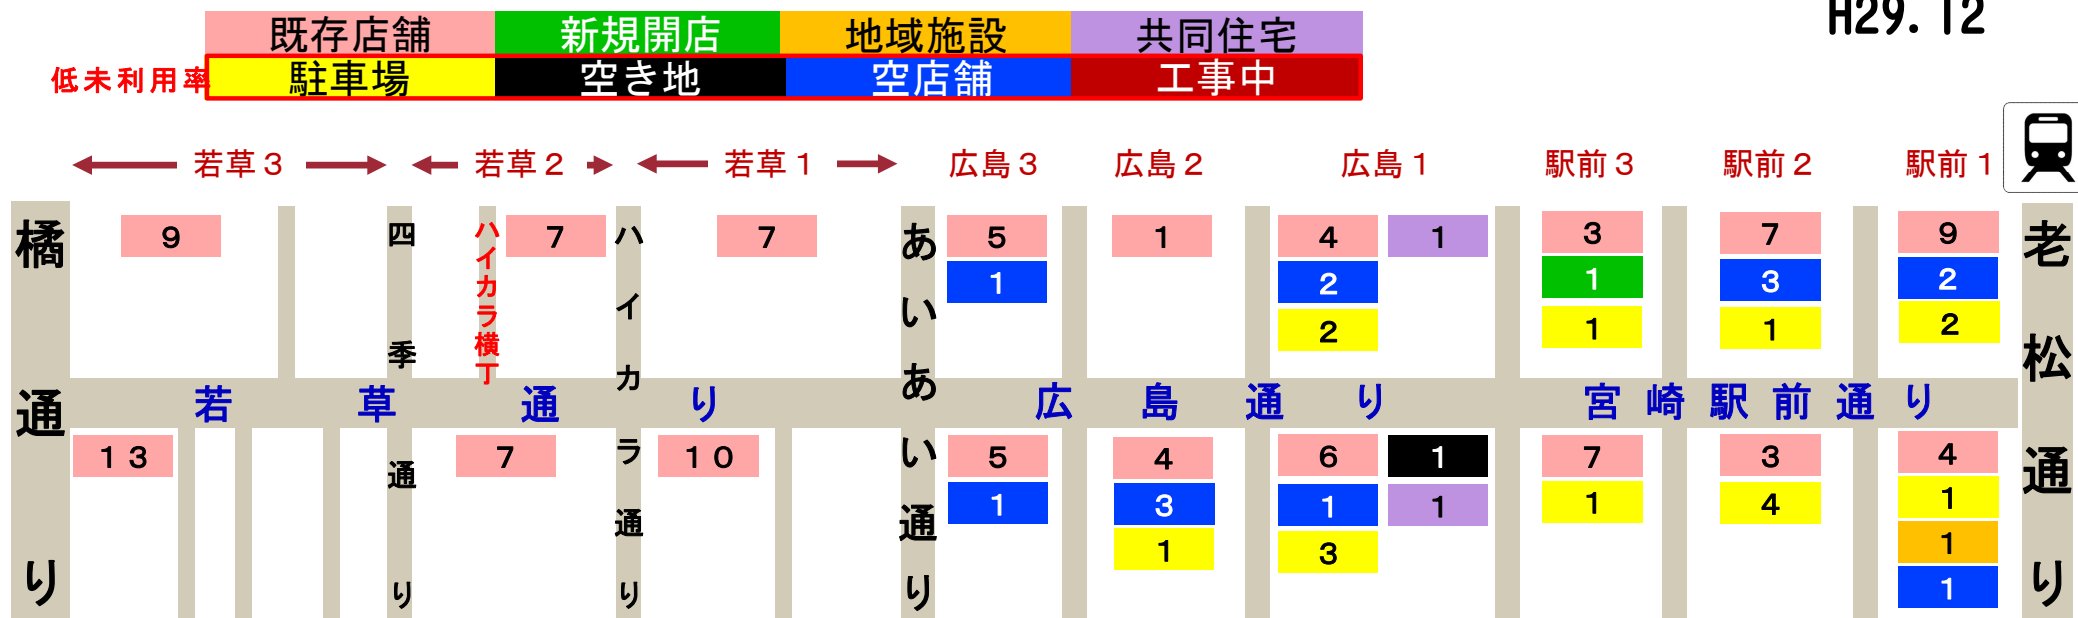 H29.12
既存店舗 新規開店 地域施設 共同住宅
低未利用率 駐車場 空き地 空店舗 工事中
若草３ 若草２ 若草１ 広島３ 広島２ 広島１ 駅前３ 駅前２ 駅前１
橘通り
四季通り
ハイカラ横丁
ハイカラ通り
あいあい通り
老松通り
９ ７ ７ ５ １ ４ １ ３ ７ ９
１ ２ １ ３ ２
２ １ １ ２
若草通り 広島通り 宮崎駅前通り
１３ ７ １０ ５ ４ ６ １ ７ ３ ４
１ ３ １ １ １ ４ １
１ ３ １
１